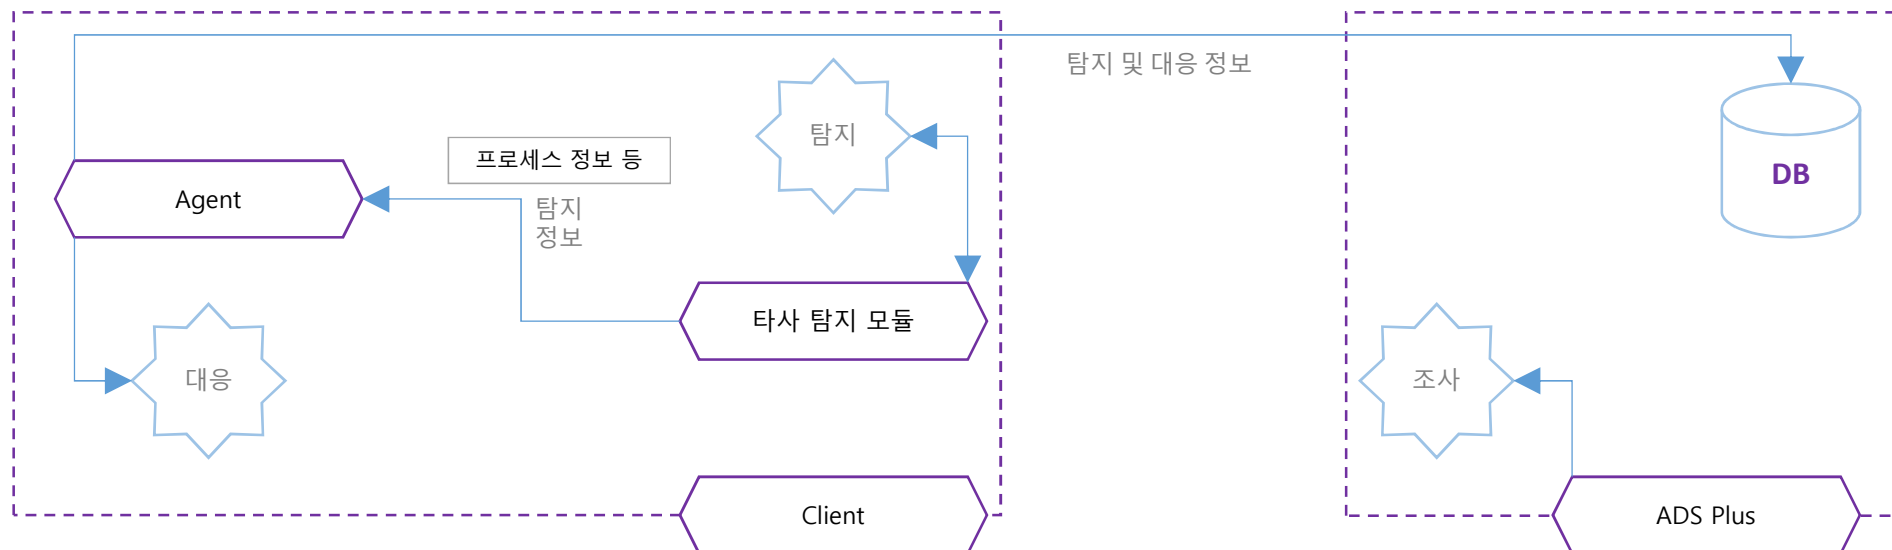 탐지 및 대응 정보
탐지
프로세스 정보 등
Agent
탐지
정보
DB
타사 탐지 모듈
대응
조사
Client
ADS Plus